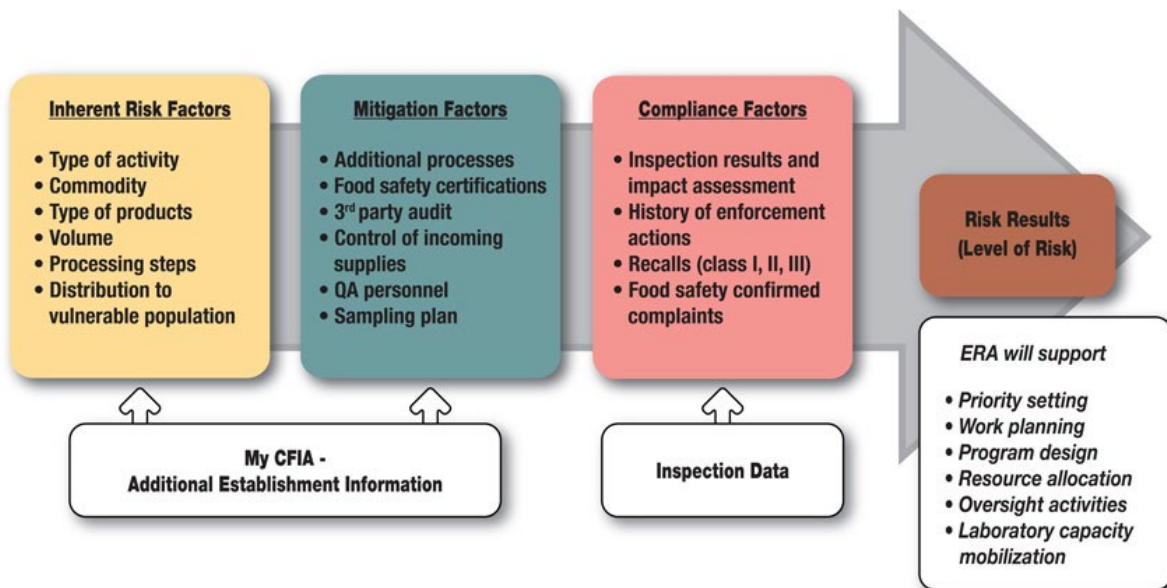 Inherent Risk Factors
• Type of activity
• Commodity
• Type of products
• Volume
• Processing steps
• Distribution to
vulnerable population
Mitigation Factors
• Additional processes
• Food safety certifications
• 3rd party audit
• Control of incoming
supplies
• QA personnel
• Sampling plan
Compliance Factors
• Inspection results and
impact assessment
• History of enforcement
actions
• Recalls (class I, II, III)
• Food safety confirmed
complaints
Risk Results
(Level of Risk)
My CFIA -
Additional Establishment Information
Inspection Data
ERA will support
• Priority setting
• Work planning
• Program design
• Resource allocation
• Oversight activities
• Laboratory capacity
mobilization